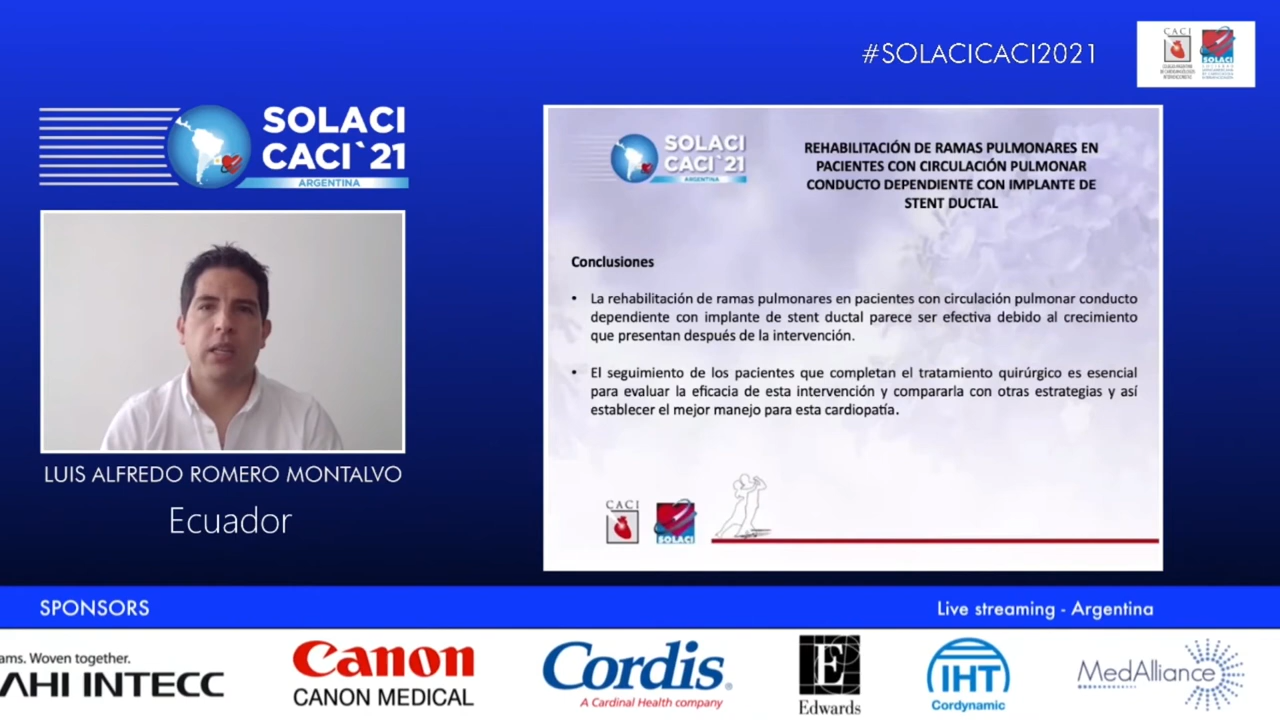 #SOLACICACI2021
CACI
SOLACI
SOLACI
CACI`21
ARGENTINA
LUIS ALFREDO ROMERO MONTALVO
Ecuador
SOLACI
CACI`21
ARGENTINA
REHABILITACIÓN DE RAMAS PULMONARES EN
PACIENTES CON CIRCULACIÓN PULMONAR
CONDUCTO DEPENDIENTE CON IMPLANTE DE
STENT DUCTAL
Conclusiones
• La rehabilitación de ramas pulmonares en pacientes con circulación pulmonar conducto
dependiente con implante de stent ductal parece ser efectiva debido al crecimiento
que presentan después de la intervención.
• El seguimiento de los pacientes que completan el tratamiento quirúrgico es esencial
para evaluar la eficacia de esta intervención y compararla con otras estrategias y así
establecer el mejor manejo para esta cardiopatía.
CACI
SOLACI
SPONSORS
Live streaming - Argentina
ams. Woven together.
AHI INTECC
Canon
CANON MEDICAL
Cordis®
A Cardinal Health company
Edwards
IHT
Cordynamic
MedAlliance